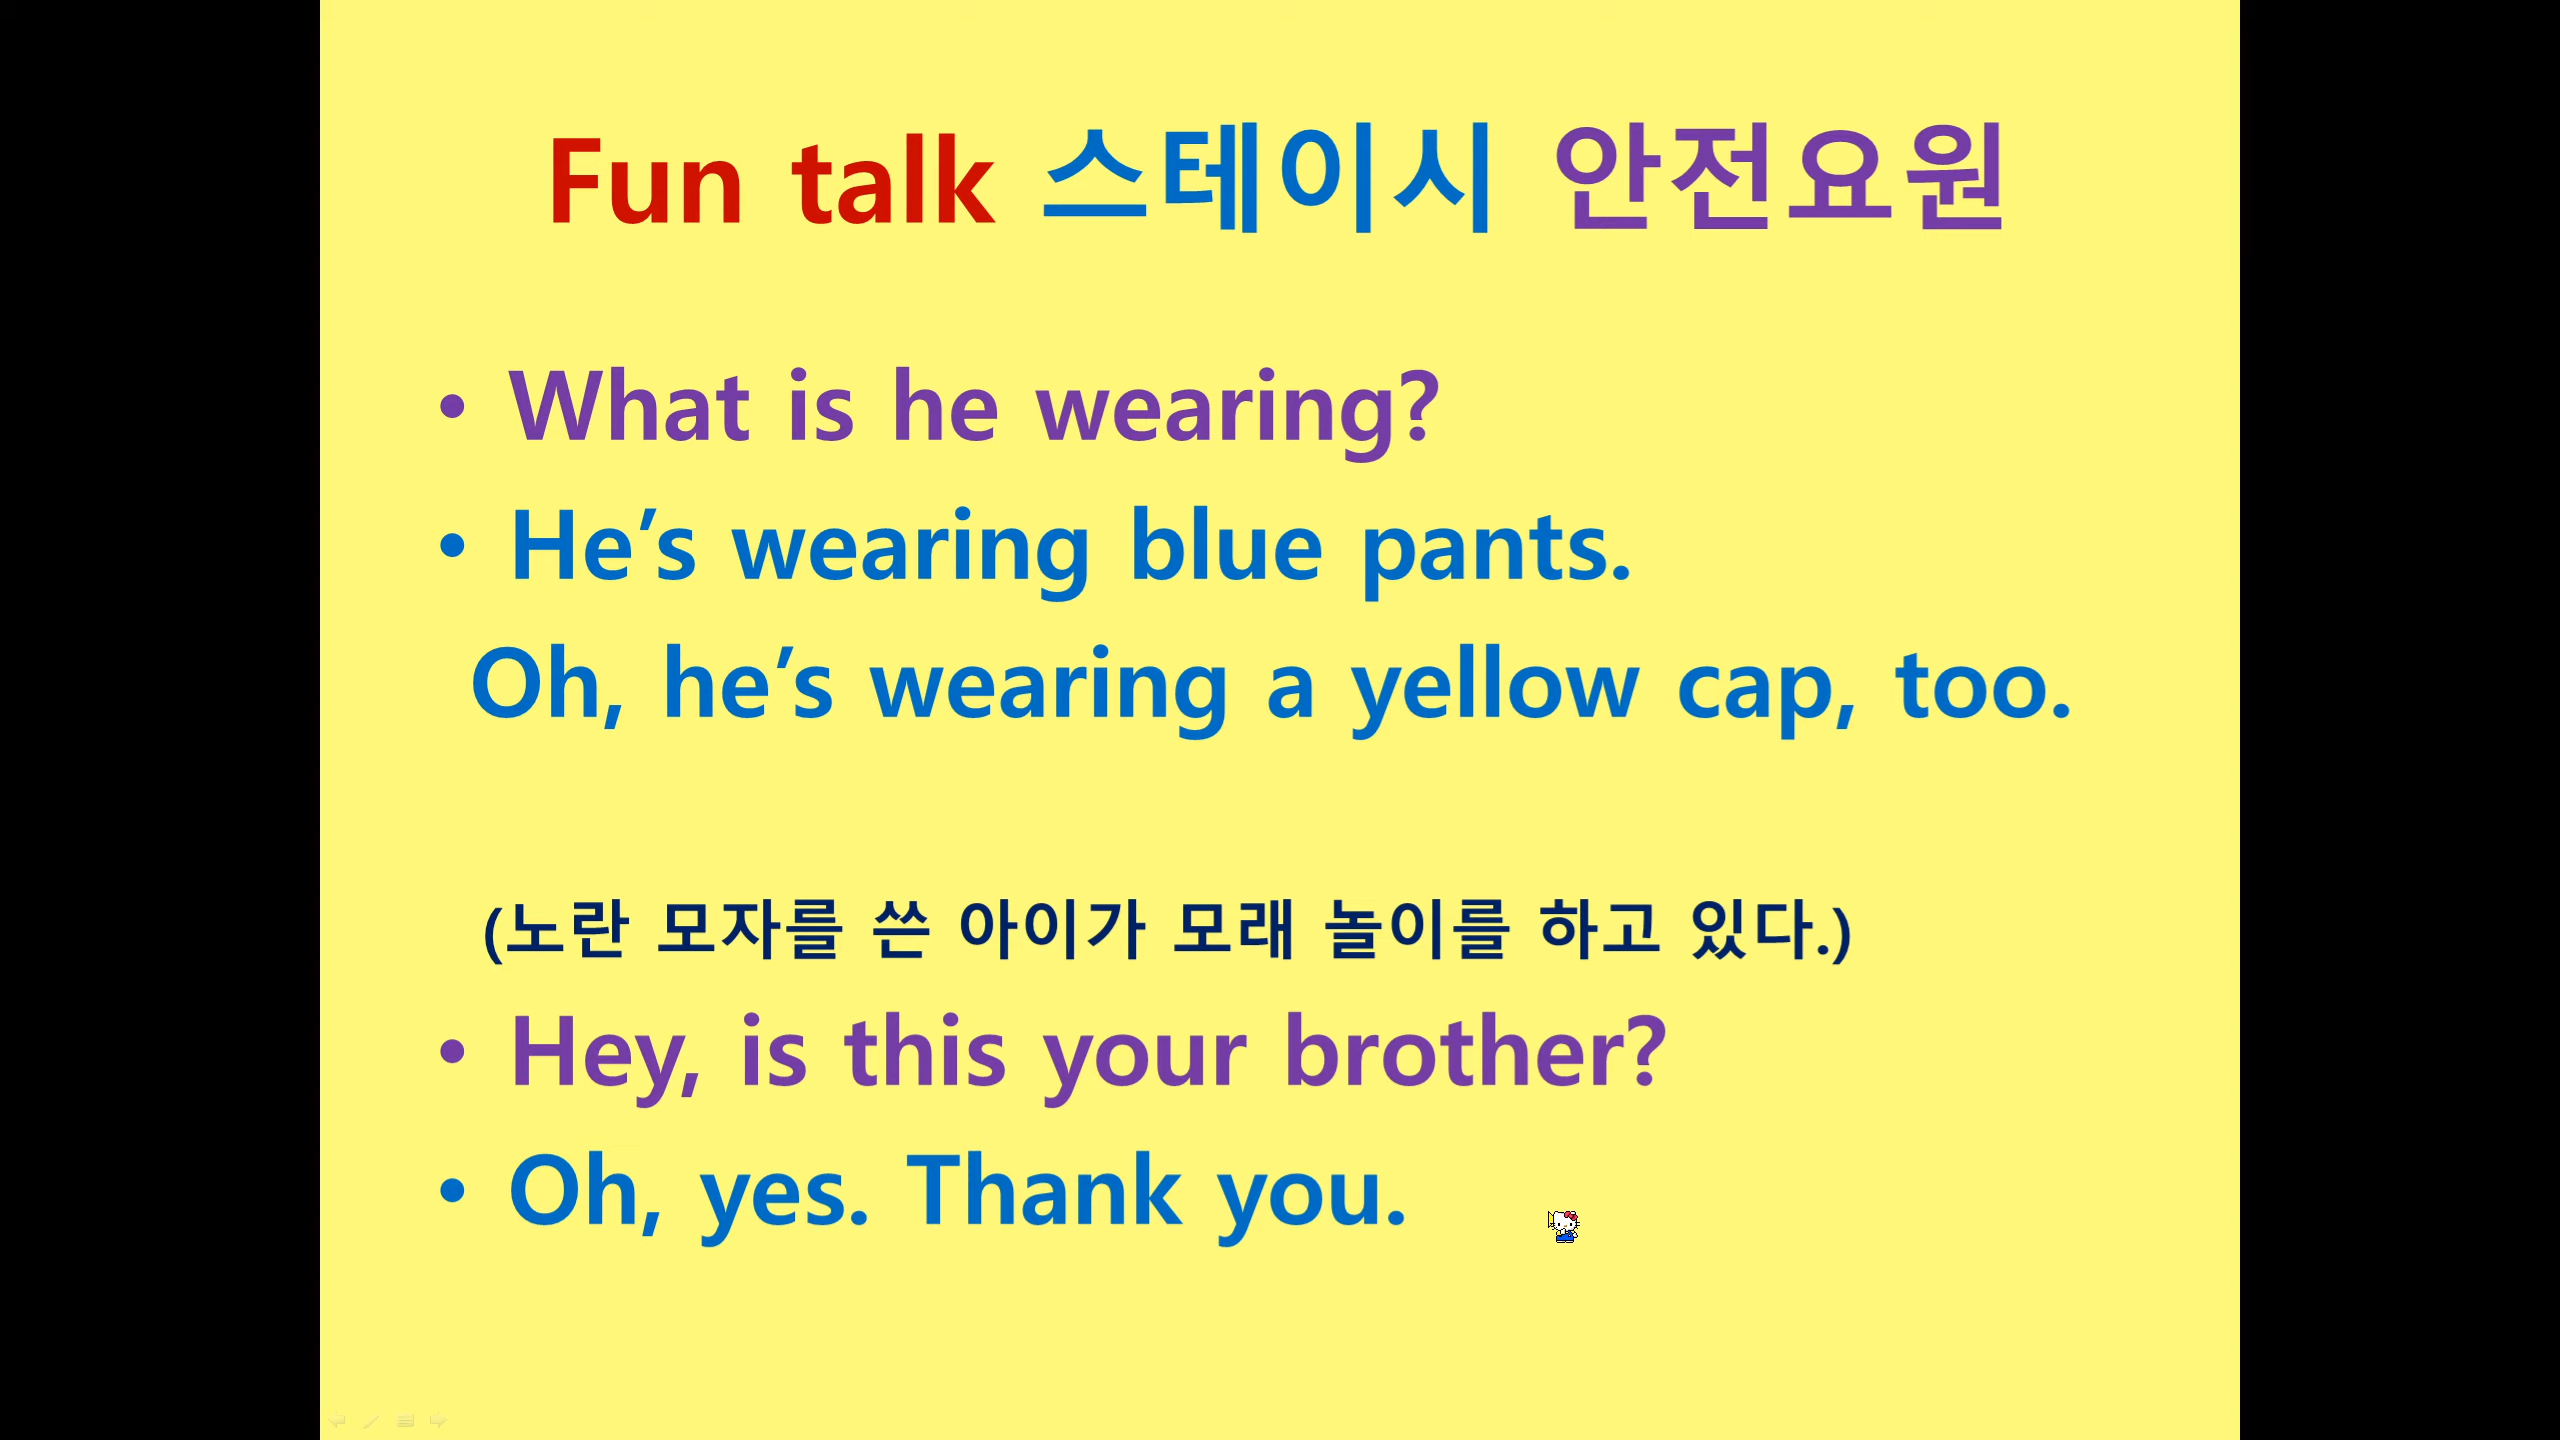 Fun talk 스테이시 안전요원
• What is he wearing?
• He’s wearing blue pants.
Oh, he’s wearing a yellow cap, too.
(노란 모자를 쓴 아이가 모래 놀이를 하고 있다.)
• Hey, is this your brother?
• Oh, yes. Thank you.